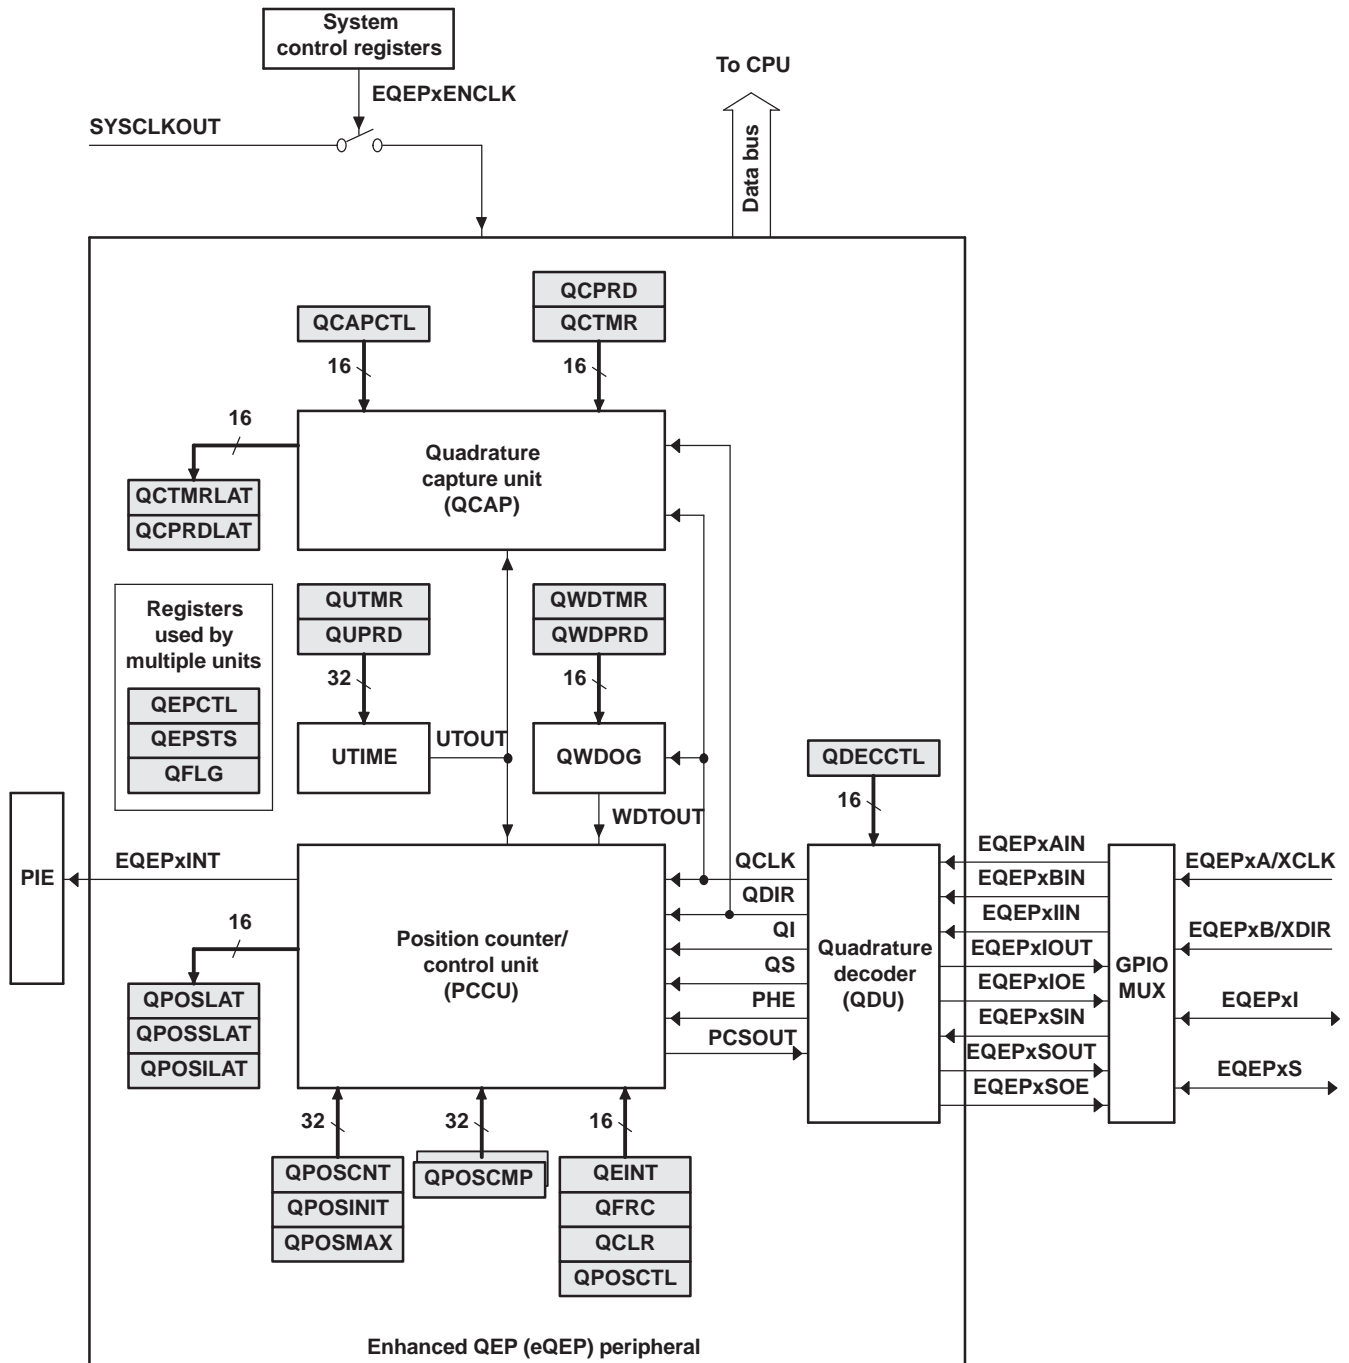 System
control registers
To CPU
EQEPxENCLK
SYSCLKOUT
Data bus
QCPRD
QCAPCTL
QCTMR
16
16
16
Quadrature
capture unit
(QCAP)
QCTMRLAT
QCPRDLAT
Registers
used by
multiple units
QUTMR
QUPRD
QWDTMR
QWDPRD
32
16
QEPCTL
QEPSTS
QFLG
UTIME
UTOUT
QWDOG
QDECCTL
16
WDTOUT
PIE
EQEPxINT
QCLK
QDIR
QI
QS
PHE
PCSOUT
16
Position counter/
control unit
(PCCU)
Quadrature
decoder
(QDU)
EQEPxAIN
EQEPxBIN
EQEPxIIN
EQEPxIOUT
EQEPxIOE
EQEPxSIN
EQEPxSOUT
EQEPxSOE
GPIO
MUX
EQEPxA/XCLK
EQEPxB/XDIR
EQEPxI
EQEPxS
QPOSLAT
QPOSSLAT
QPOSILAT
32
32
16
QPOSCNT
QPOSINIT
QPOSMAX
QPOSCMP
QEINT
QFRC
QCLR
QPOSCTL
Enhanced QEP (eQEP) peripheral